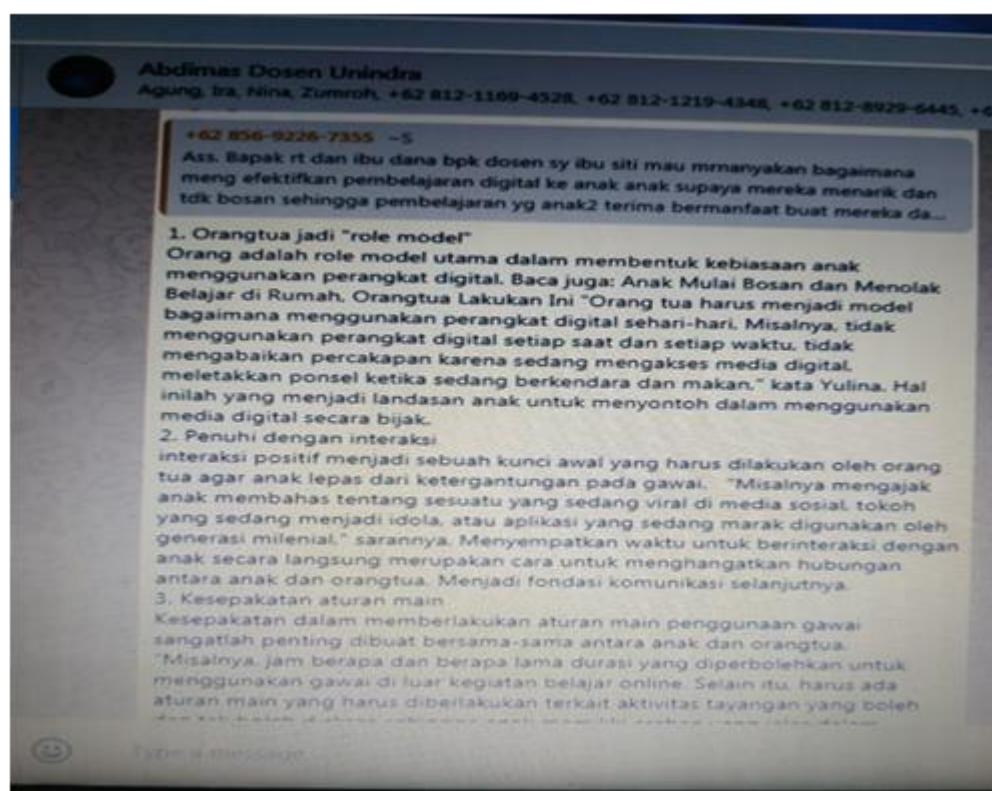 Abdimas Dosen Unindra
Agung, Ira, Nina, Zumroh, +62 812-1169-4528, +62 812-1219-4348, +62 812-8929-6445,
+62 856-9226-7355 ~S
Ass. Bapak rt dan ibu dana bpk dosen sy ibu siti mau mrnanyakan bagaimana
meng efektifkan pembelajaran digital ke anak anak supaya mereka menarik dan
tdk bosan sehingga pembelajaran yg anak2 terima bermanfaat buat mereka da...
1. Orangtua jadi "role model"
Orang adalah role model utama dalam membentuk kebiasaan anak
menggunakan perangkat digital. Baca juga: Anak Mulai Bosan dan Menolak
Belajar di Rumah, Orangtua Lakukan Ini "Orang tua harus menjadi model
bagaimana menggunakan perangkat digital sehari-hari. Misalnya, tidak
menggunakan perangkat digital setiap saat dan setiap waktu, tidak
mengabaikan percakapan karena sedang mengakses media digital,
meletakkan ponsel ketika sedang berkendara dan makan," kata Yulina. Hal
inilah yang menjadi landasan anak untuk menyontoh dalam menggunakan
media digital secara bijak.
2. Penuhi dengan interaksi
interaksi positif menjadi sebuah kunci awal yang harus dilakukan oleh orang
tua agar anak lepas dari ketergantungan pada gawai. "Misalnya mengajak
anak membahas tentang sesuatu yang sedang viral di media sosial, tokoh
yang sedang menjadi idola, atau aplikasi yang sedang marak digunakan oleh
generasi milenial," sarannya. Menyempatkan waktu untuk berinteraksi dengan
anak secara langsung merupakan cara untuk menghangatkan hubungan
antara anak dan orangtua. Menjadi fondasi komunikasi selanjutnya.
3. Kesepakatan aturan main
Kesepakatan dalam memberlakukan aturan main penggunaan gawai
sangatlah penting dibuat bersama-sama antara anak dan orangtua.
"Misalnya, jam berapa dan berapa lama durasi yang diperbolehkan untuk
menggunakan gawai di luar kegiatan belajar online. Selain itu, harus ada
aturan main yang harus diberlakukan terkait aktivitas tayangan yang boleh
Type a message